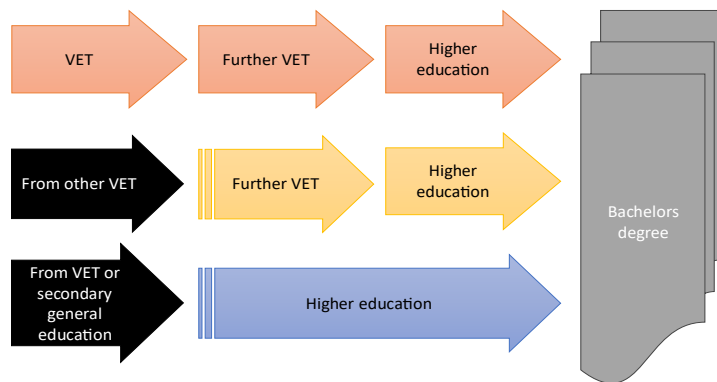 VET
Further VET
Higher
education
From other VET
Further VET
Higher
education
From VET or
secondary
general
education
Higher education
Bachelors
degree